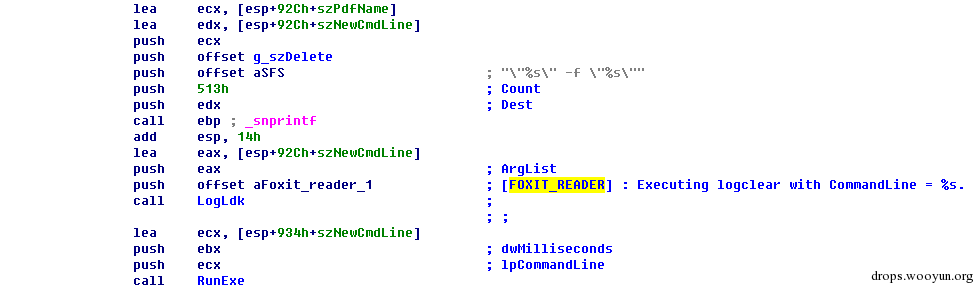 lea ecx, [esp+92Ch+szPdfName]
lea edx, [esp+92Ch+szNewCmdLine]
push ecx
push offset g_szDelete
push offset aSFS ; "\"%s\" -f \"%s\""
push 513h ; Count
push edx ; Dest
call ebp ; _snprintf
add esp, 14h
lea eax, [esp+92Ch+szNewCmdLine]
push eax ; ArgList
push offset aFoxit_reader_1 ; [FOXIT_READER] : Executing logclear with CommandLine = %s.
call LogLdk ;
; ;
lea ecx, [esp+934h+szNewCmdLine]
push ebx ; dwMilliseconds
push ecx ; lpCommandLine
call RunExe
drops.wooyun.org